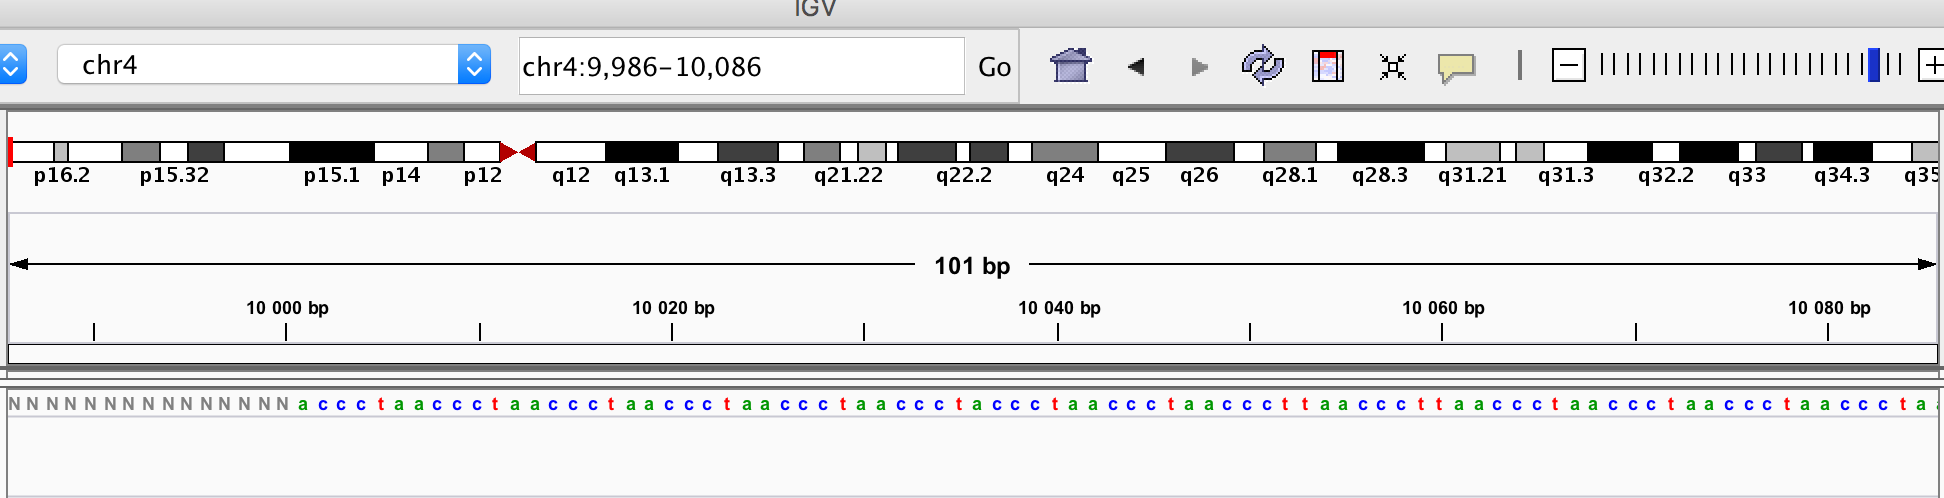 IGV
chr4
chr4:9,986-10,086
Go
p16.2 p15.32 p15.1 p14 p12 q12 q13.1 q13.3 q21.22 q22.2 q24 q25 q26 q28.1 q28.3 q31.21 q31.3 q32.2 q33 q34.3 q35
101 bp
10 000 bp 10 020 bp 10 040 bp 10 060 bp 10 080 bp
N N N N N N N N N N N N N N N a c c c t a a c c c t a a c c c t a a c c c t a a c c c t a a c c c t a c c c t a a c c c t a a c c c t t a a c c c t t a a c c c t a a c c c t a a c c c t a a c c c t a